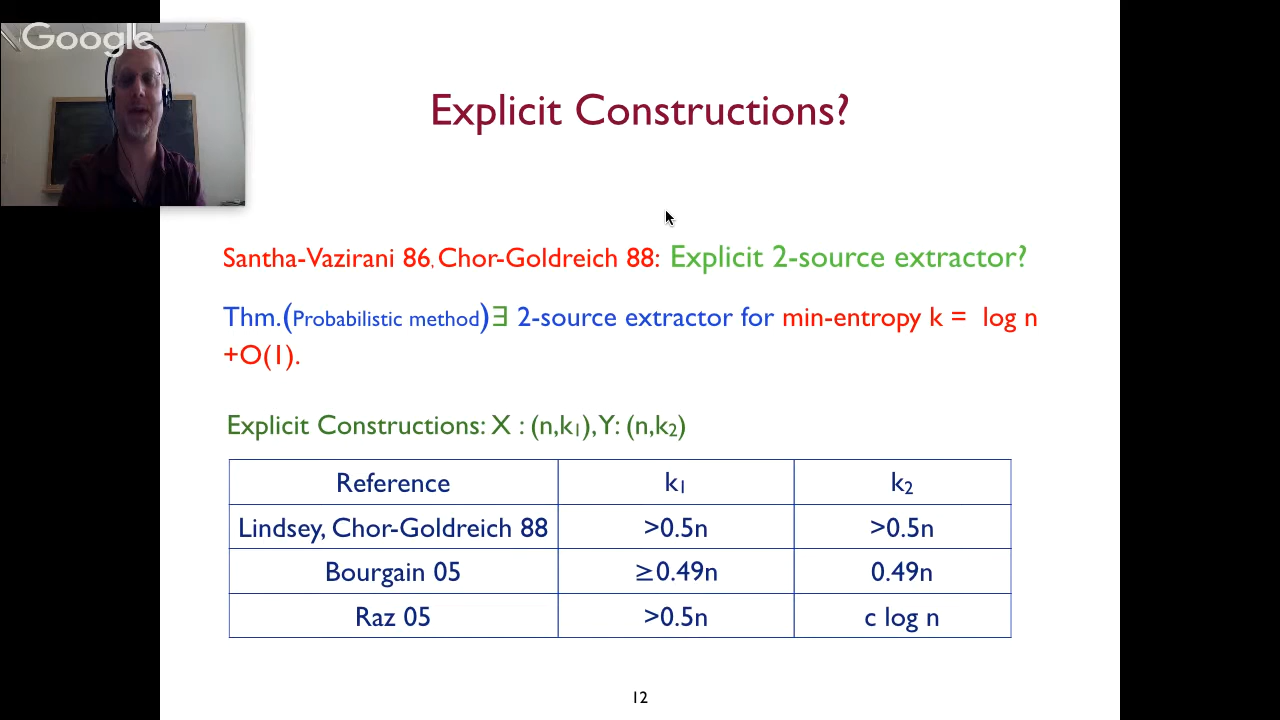 Google
Explicit Constructions?
Santha-Vazirani 86, Chor-Goldreich 88: Explicit 2-source extractor?
Thm.(Probabilistic method)∃ 2-source extractor for min-entropy k = log n
+O(1).
Explicit Constructions: X : (n,k₁), Y: (n,k₂)
Reference k₁ k₂
Lindsey, Chor-Goldreich 88 >0.5n >0.5n
Bourgain 05 ≥0.49n 0.49n
Raz 05 >0.5n c log n
12